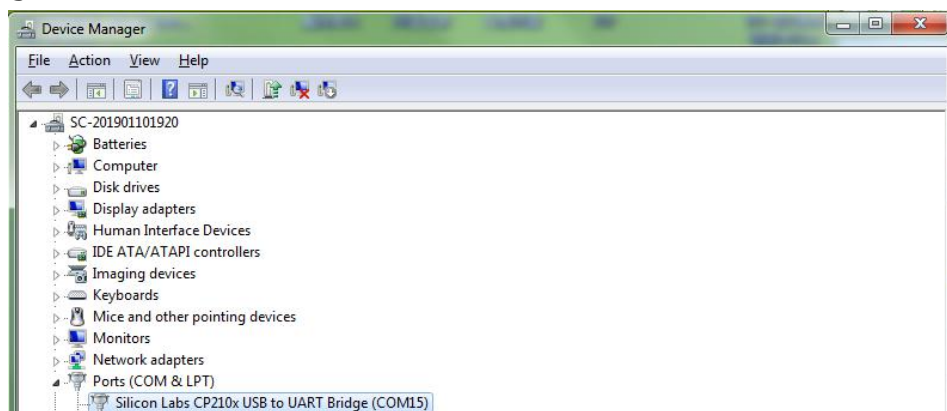 Device Manager
File Action View Help
SC-201901101920
Batteries
Computer
Disk drives
Display adapters
Human Interface Devices
IDE ATA/ATAPI controllers
Imaging devices
Keyboards
Mice and other pointing devices
Monitors
Network adapters
Ports (COM & LPT)
Silicon Labs CP210x USB to UART Bridge (COM15)